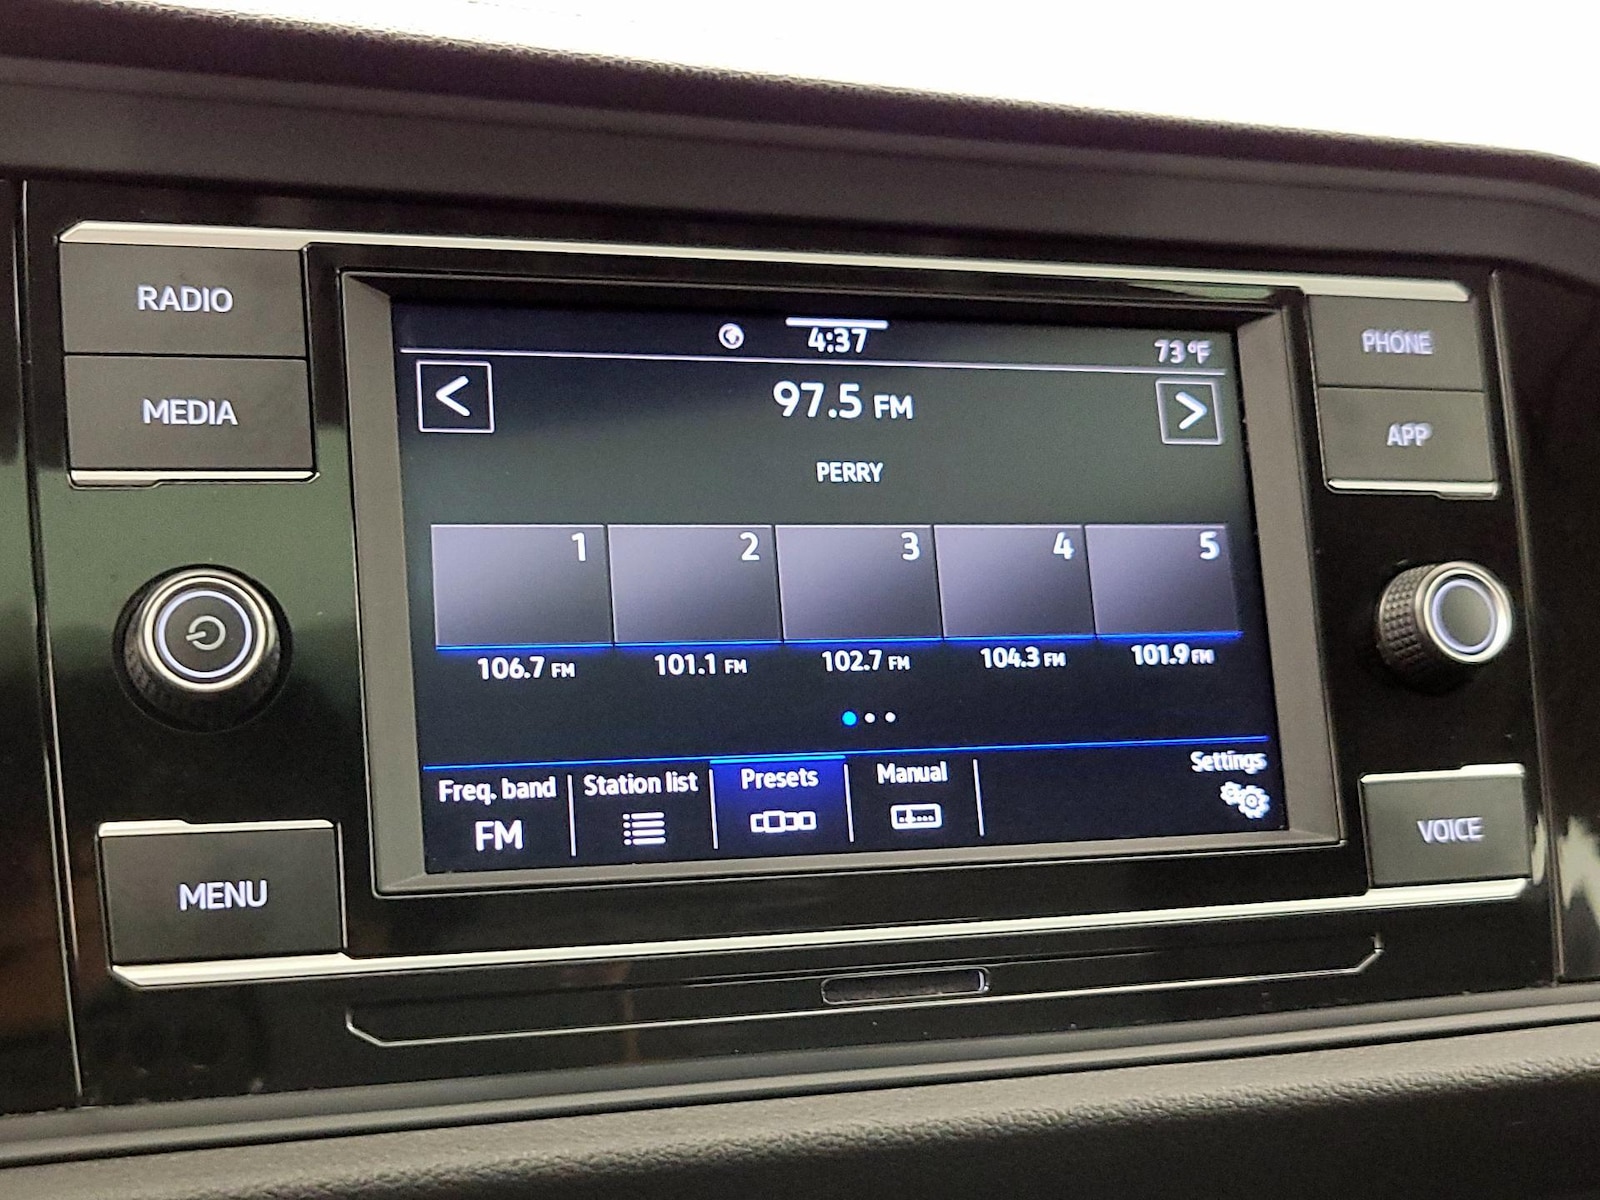 RADIO
MEDIA
MENU
4:37
73°F
<
97.5 FM
>
PERRY
1
2
3
4
5
106.7 FM
101.1 FM
102.7 FM
104.3 FM
101.9 FM
Freq. band
FM
Station list
Presets
Manual
Settings
PHONE
APP
VOICE